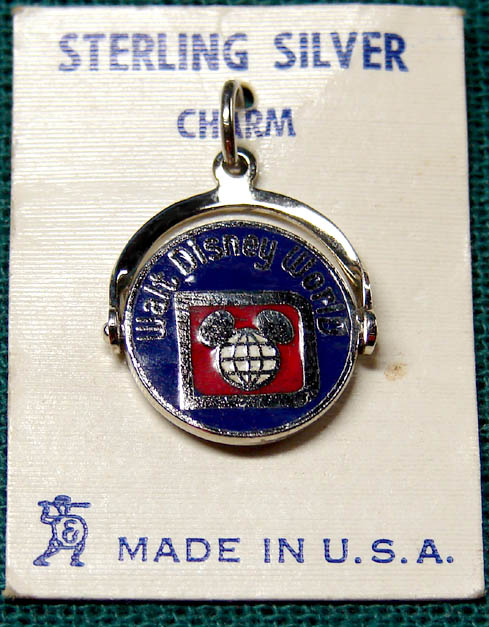 STERLING SILVER
CHARM
Walt Disney World
&
MADE IN U.S.A.